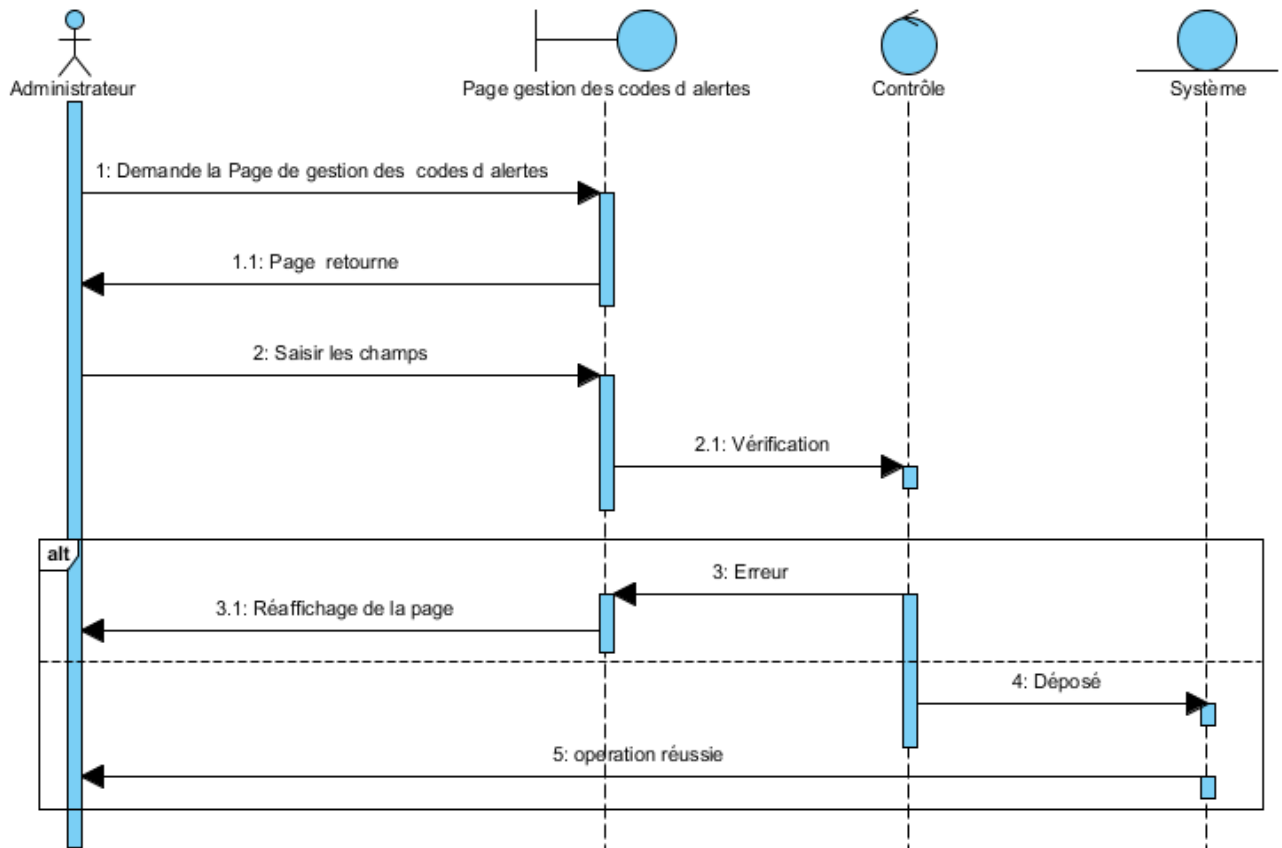 Administrateur
Page gestion des codes d alertes
Contrôle
Système
1: Demande la Page de gestion des codes d alertes
1.1: Page retourne
2: Saisir les champs
2.1: Vérification
alt
3: Erreur
3.1: Réaffichage de la page
4: Déposé
5: operation réussie